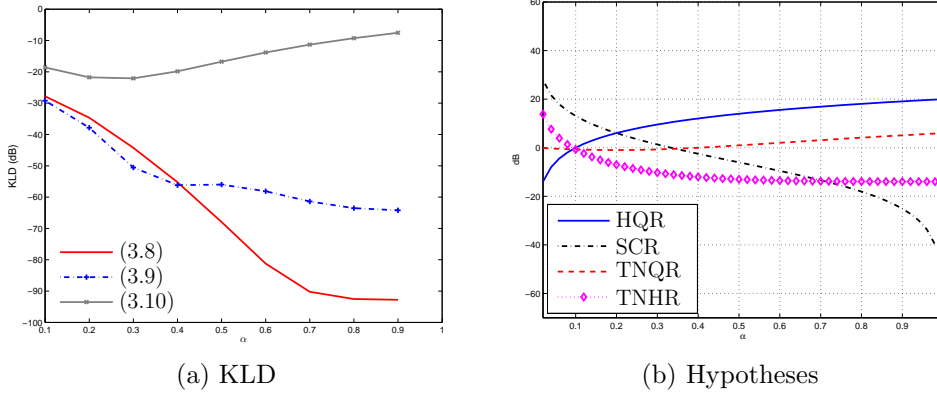 0
−10
−20
−30
−40
−50
−60
−70
−80
−90
−100
KLD (dB)
0.1 0.2 0.3 0.4 0.5 0.6 0.7 0.8 0.9 1
α
(3.8)
(3.9)
(3.10)
(a) KLD
60
40
20
0
−20
−40
−60
dB
0.1 0.2 0.3 0.4 0.5 0.6 0.7 0.8 0.9
α
HQR
SCR
TNQR
TNHR
(b) Hypotheses